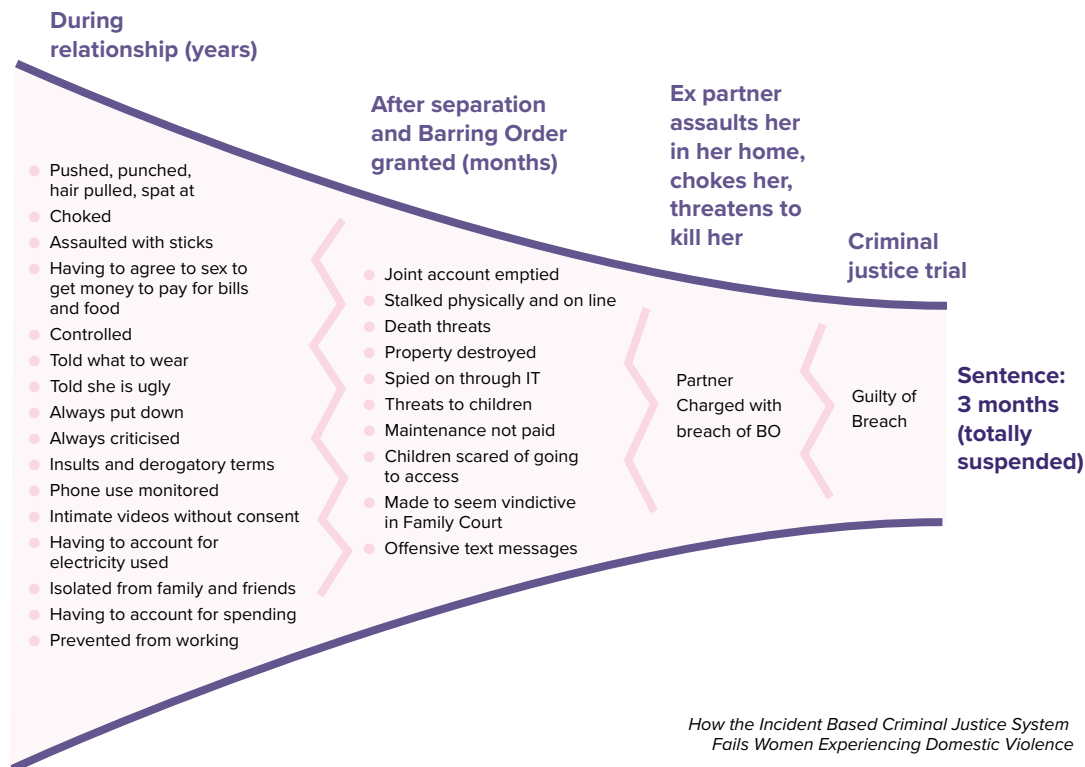 During
relationship (years)
Pushed, punched,
hair pulled, spat at
Choked
Assaulted with sticks
Having to agree to sex to
get money to pay for bills
and food
Controlled
Told what to wear
Told she is ugly
Always put down
Always criticised
Insults and derogatory terms
Phone use monitored
Intimate videos without consent
Having to account for
electricity used
Isolated from family and friends
Having to account for spending
Prevented from working
After separation
and Barring Order
granted (months)
Joint account emptied
Stalked physically and on line
Death threats
Property destroyed
Spied on through IT
Threats to children
Maintenance not paid
Children scared of going
to access
Made to seem vindictive
in Family Court
Offensive text messages
Ex partner
assaults her
in her home,
chokes her,
threatens to
kill her
Partner
Charged with
breach of BO
Criminal
justice trial
Guilty of
Breach
Sentence:
3 months
(totally
suspended)
How the Incident Based Criminal Justice System
Fails Women Experiencing Domestic Violence